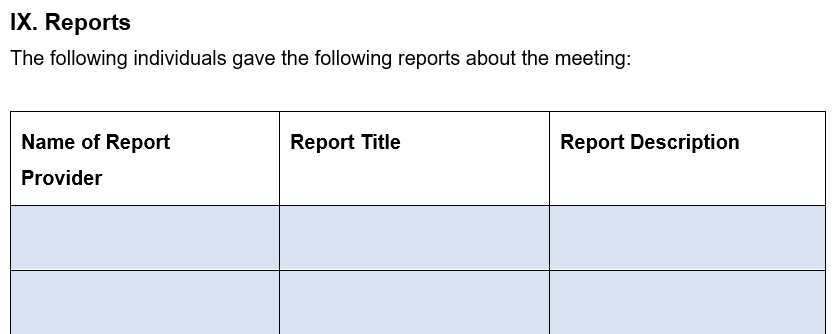 IX. Reports
The following individuals gave the following reports about the meeting:
Name of Report
Provider
Report Title
Report Description